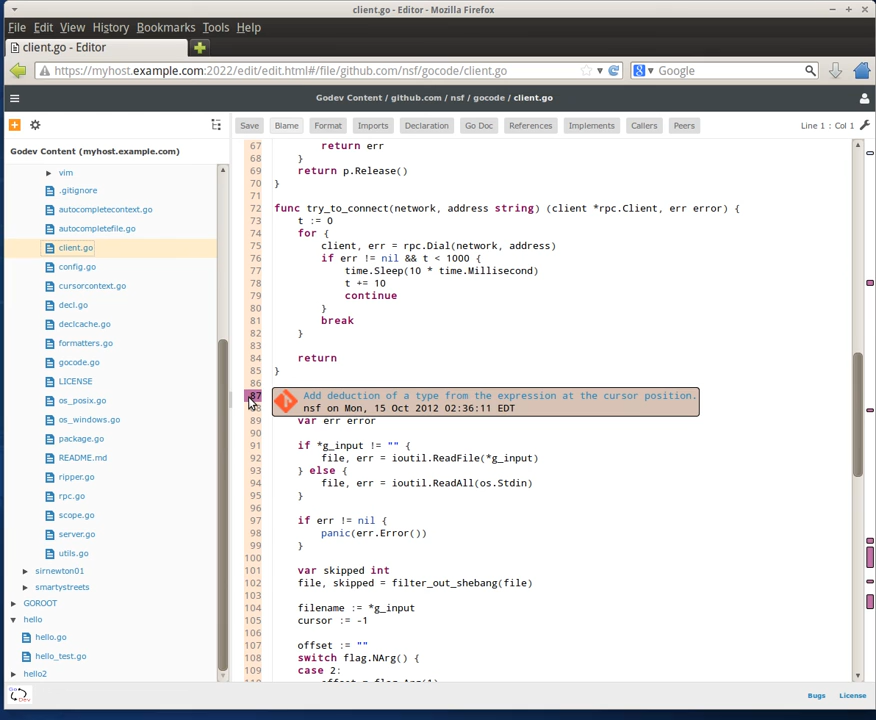 client.go - Editor - Mozilla Firefox
File Edit View History Bookmarks Tools Help
client.go - Editor
https://myhost.example.com:2022/edit/edit.html#/file/github.com/nsf/gocode/client.go
Google
Godev Content / github.com / nsf / gocode / client.go
Save Blame Format Imports Declaration Go Doc References Implements Callers Peers Line 1 : Col 1
Godev Content (myhost.example.com)
vim
.gitignore
autocompletecontext.go
autocompletefile.go
client.go
config.go
cursorcontext.go
decl.go
declcache.go
formatters.go
gocode.go
LICENSE
os_posix.go
os_windows.go
package.go
README.md
ripper.go
rpc.go
scope.go
server.go
utils.go
sirnewton01
smartystreets
GOROOT
hello
hello.go
hello_test.go
hello2
67 return err
68 }
69 return p.Release()
70 }
71
72 func try_to_connect(network, address string) (client *rpc.Client, err error) {
73 t := 0
74 for {
75 client, err = rpc.Dial(network, address)
76 if err != nil && t < 1000 {
77 time.Sleep(10 * time.Millisecond)
78 t += 10
79 continue
80 }
81 break
82 }
83
84 return
85 }
86
87 Add deduction of a type from the expression at the cursor position.
nsf on Mon, 15 Oct 2012 02:36:11 EDT
89 var err error
90
91 if *g_input != "" {
92 file, err = ioutil.ReadFile(*g_input)
93 } else {
94 file, err = ioutil.ReadAll(os.Stdin)
95 }
96
97 if err != nil {
98 panic(err.Error())
99 }
100
101 var skipped int
102 file, skipped = filter_out_shebang(file)
103
104 filename := *g_input
105 cursor := -1
106
107 offset := ""
108 switch flag.NArg() {
109 case 2:
Go Dev
Bugs License